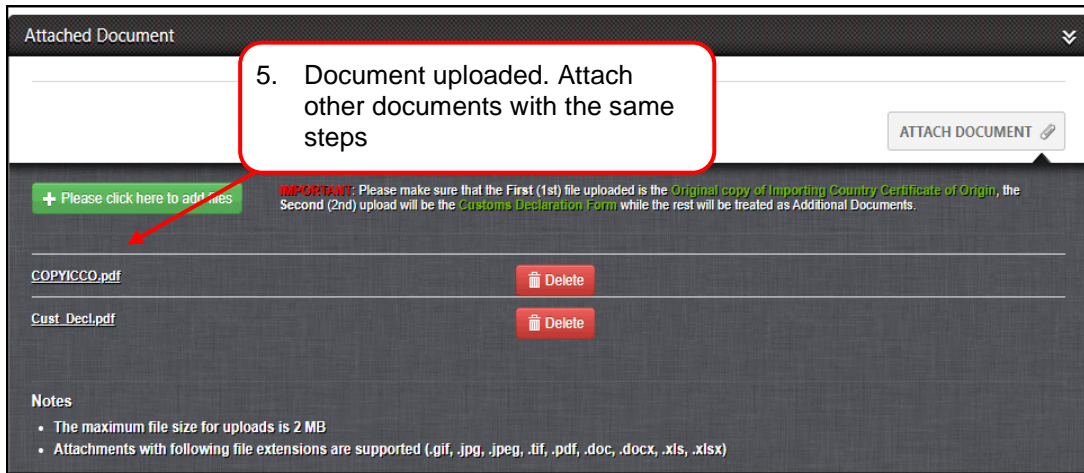 Attached Document
5. Document uploaded. Attach
other documents with the same
steps
ATTACH DOCUMENT
+ Please click here to add files
IMPORTANT: Please make sure that the First (1st) file uploaded is the Original copy of Importing Country Certificate of Origin, the
Second (2nd) upload will be the Customs Declaration Form while the rest will be treated as Additional Documents.
COPYICCO.pdf
Delete
Cust_Decl.pdf
Delete
Notes
• The maximum file size for uploads is 2 MB
• Attachments with following file extensions are supported (.gif, .jpg, .jpeg, .tif, .pdf, .doc, .docx, .xls, .xlsx)